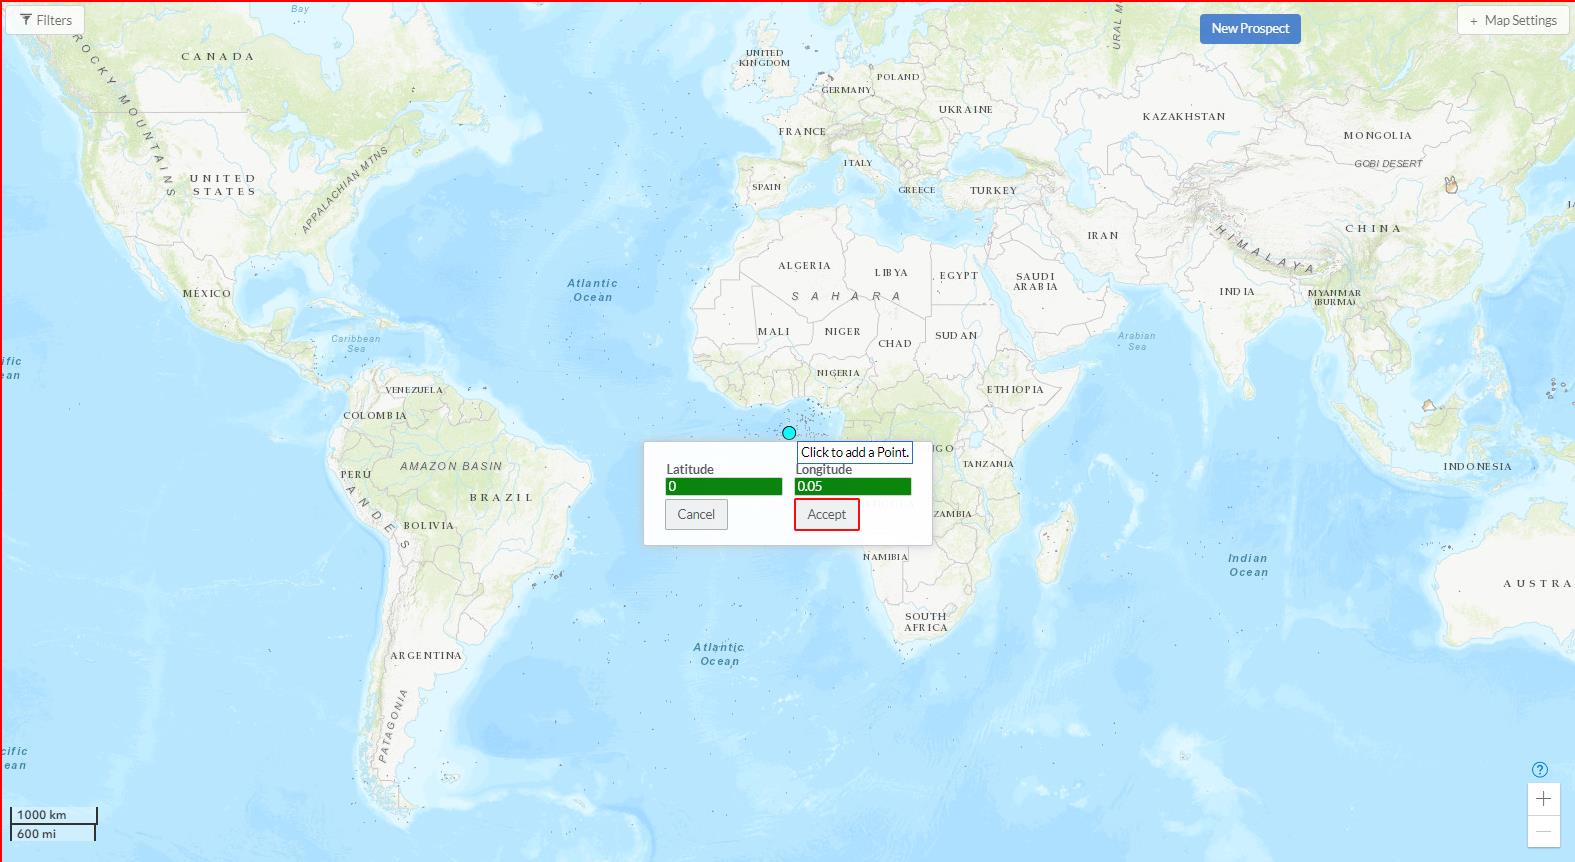 Filters
New Prospect
+ Map Settings
Bay
URAL M
UNITED
KINGDOM
CANADA
POLAND
GERMANY
ROCKY MOUNTAINS
UKRAINE
KAZAKHSTAN
FRANCE
MONGOLIA
ITALY
GOBI DESERT
UNITED
STATES
APPALACHIAN MTNS
SPAIN
GREECE
TURKEY
JA
CHINA
IRAN
HIMALAYA
ALGERIA
LIBYA
EGYPT
SAUDI
ARABIA
Atlantic
Ocean
MÉXICO
SAHARA
INDIA
MYANMAR
(BURMA)
MALI
NIGER
SUDAN
CHAD
Caribbean
Sea
Arabian
Sea
ific
an
NIGERIA
VENEZUELA
ETHIOPIA
COLOMBIA
Click to add a Point.
NGO
AMAZON BASIN
PERÚ
Latitude
Longitude
TANZANIA
INDONESIA
0
0.05
BRAZIL
ANDES
Cancel
Accept
ZAMBIA
BOLIVIA
NAMIBIA
Indian
Ocean
AUSTRA
SOUTH
AFRICA
Atlantic
Ocean
ARGENTINA
PATAGONIA
cific
ean
?
+
1000 km
600 mi